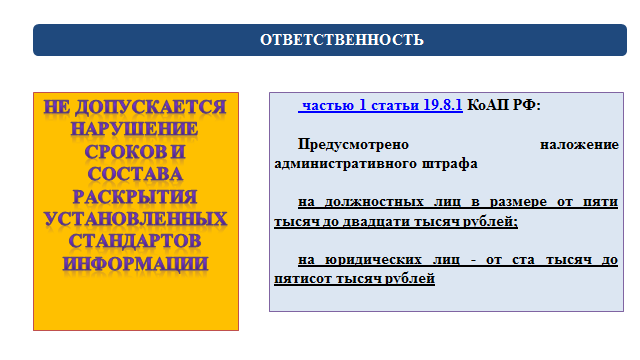 ОТВЕТСТВЕННОСТЬ
НЕ ДОПУСКАЕТСЯ
НАРУШЕНИЕ
СРОКОВ И
СОСТАВА
РАСКРЫТИЯ
УСТАНОВЛЕННЫХ
СТАНДАРТОВ
ИНФОРМАЦИИ
частью 1 статьи 19.8.1 КоАП РФ:
Предусмотрено наложение
административного штрафа
на должностных лиц в размере от пяти
тысяч до двадцати тысяч рублей;
на юридических лиц - от ста тысяч до
пятисот тысяч рублей